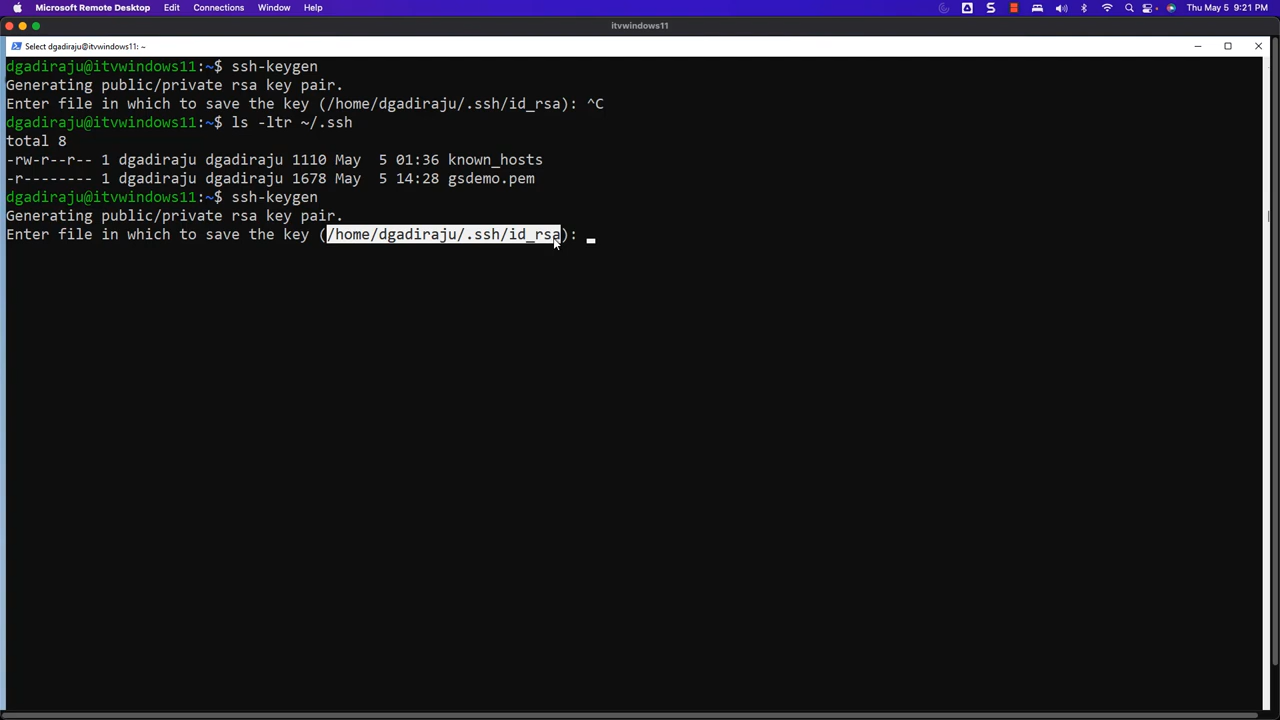 Microsoft Remote Desktop Edit Connections Window Help Thu May 5 9:21 PM
itvwindows11
Select dgadiraju@itvwindows11: ~
dgadiraju@itvwindows11:~$ ssh-keygen
Generating public/private rsa key pair.
Enter file in which to save the key (/home/dgadiraju/.ssh/id_rsa): ^C
dgadiraju@itvwindows11:~$ ls -ltr ~/.ssh
total 8
-rw-r--r-- 1 dgadiraju dgadiraju 1110 May  5 01:36 known_hosts
-r-------- 1 dgadiraju dgadiraju 1678 May  5 14:28 gsdemo.pem
dgadiraju@itvwindows11:~$ ssh-keygen
Generating public/private rsa key pair.
Enter file in which to save the key (/home/dgadiraju/.ssh/id_rsa):